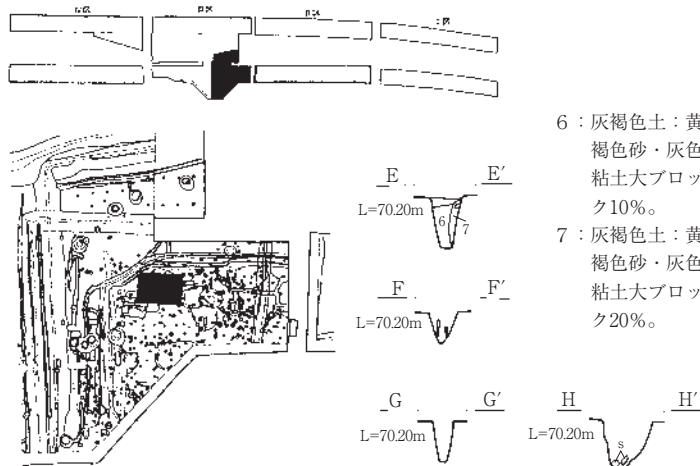 6：灰褐色土：黄
褐色砂・灰色
粘土大ブロッ
ク10%。
7：灰褐色土：黄
褐色砂・灰色
粘土大ブロッ
ク20%。
E E′
L=70.20m
6 7
F F′
L=70.20m
G G′
L=70.20m
H H′
L=70.20m
s